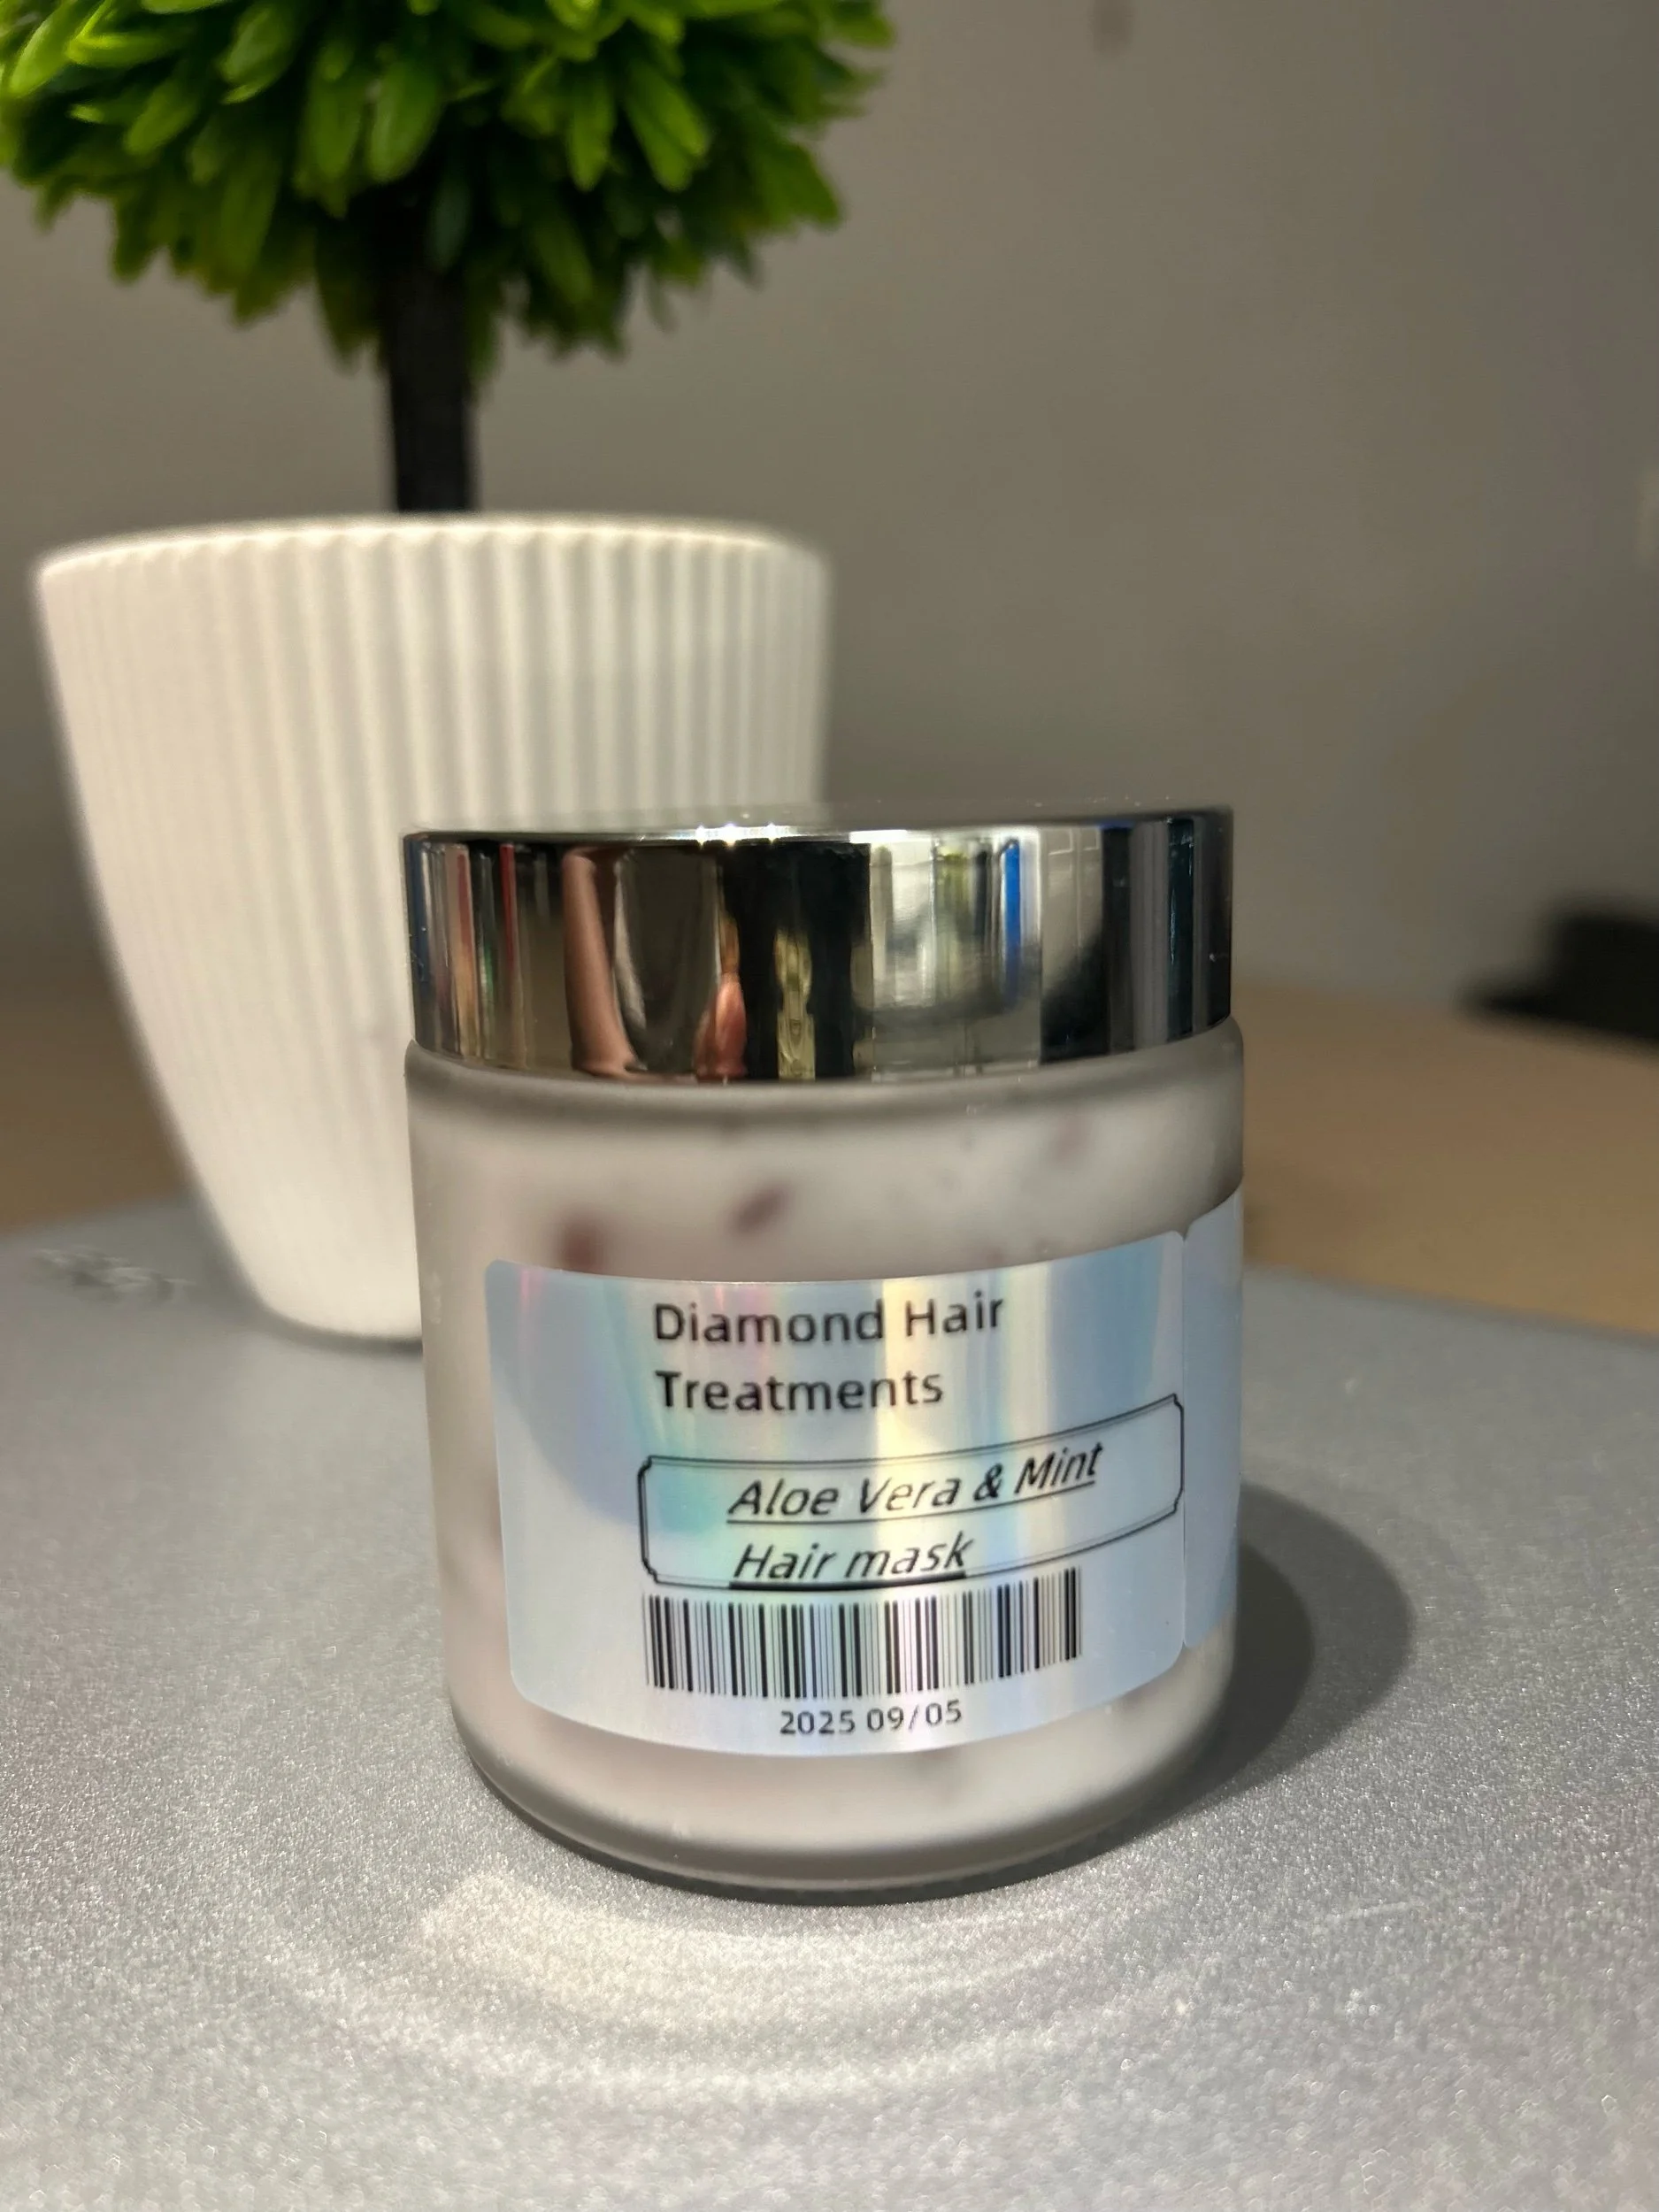 Diamond Hair
Treatments
Aloe Vera & Mint
Hair mask
2025 09/05